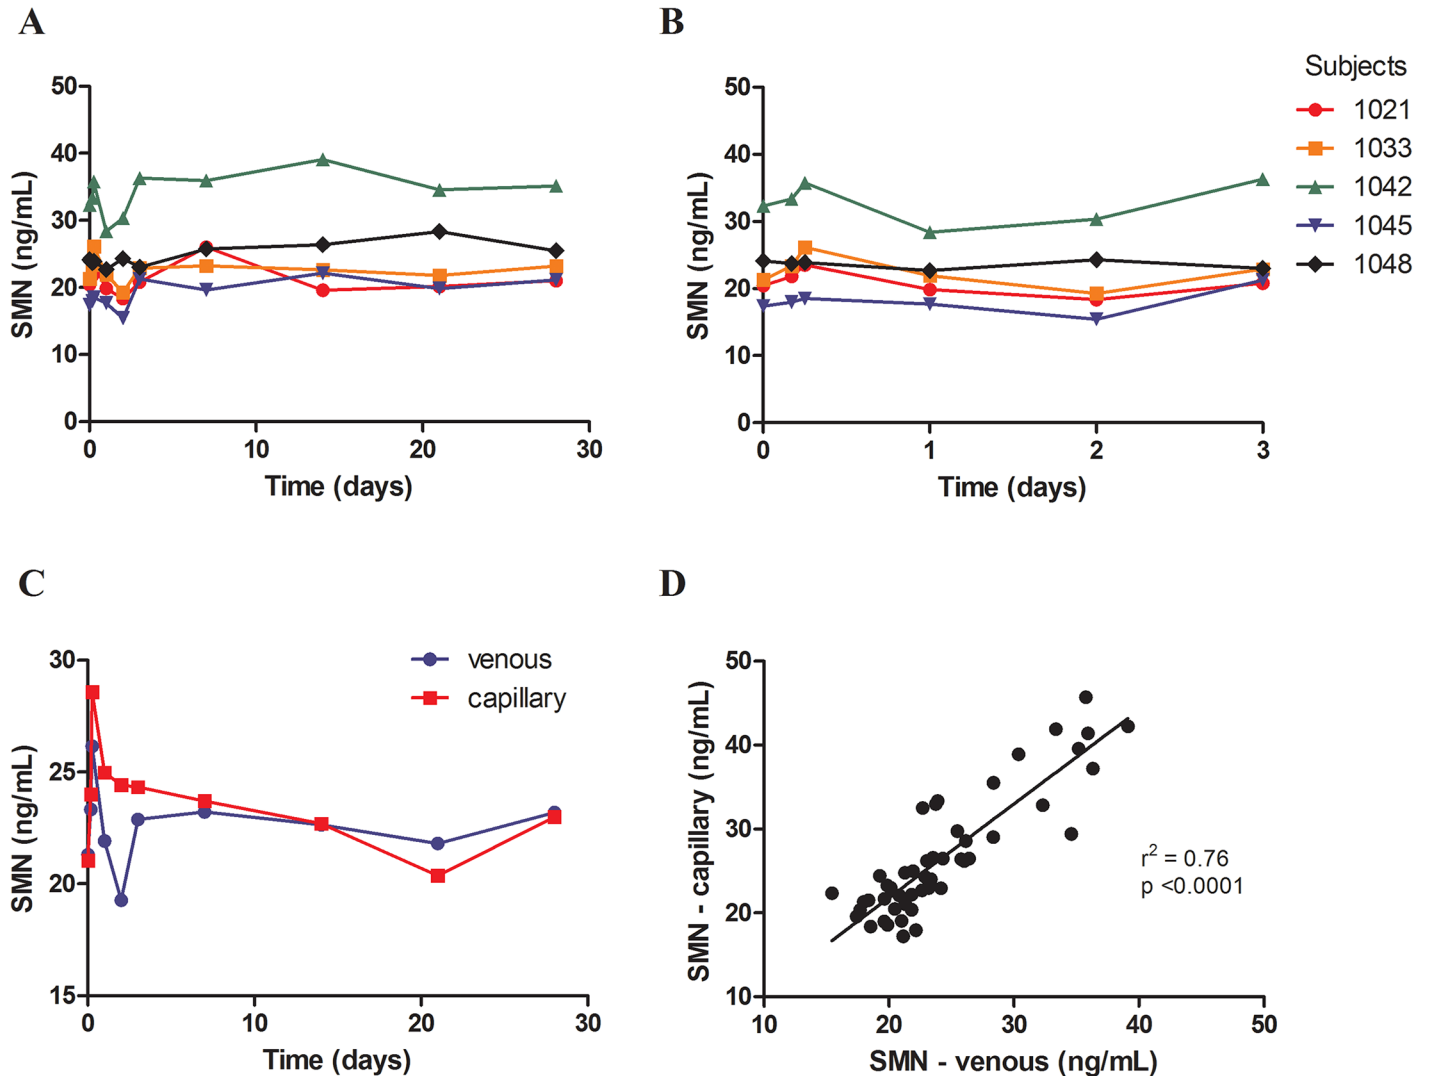 A
B
50
40
30
20
10
0
SMN (ng/mL)
0
10
20
30
Time (days)
50
40
30
20
10
0
SMN (ng/mL)
0
1
2
3
Time (days)
Subjects
1021
1033
1042
1045
1048
C
D
30
25
20
15
SMN (ng/mL)
venous
capillary
0
10
20
30
Time (days)
50
40
30
20
10
SMN - capillary (ng/mL)
r² = 0.76
p <0.0001
10
20
30
40
50
SMN - venous (ng/mL)